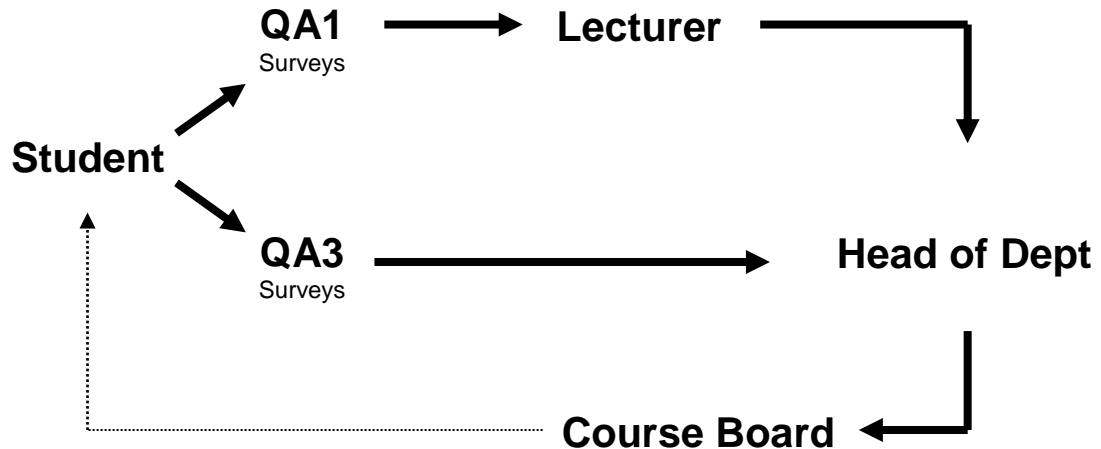 QA1
Surveys
Lecturer
Student
QA3
Surveys
Head of Dept
Course Board